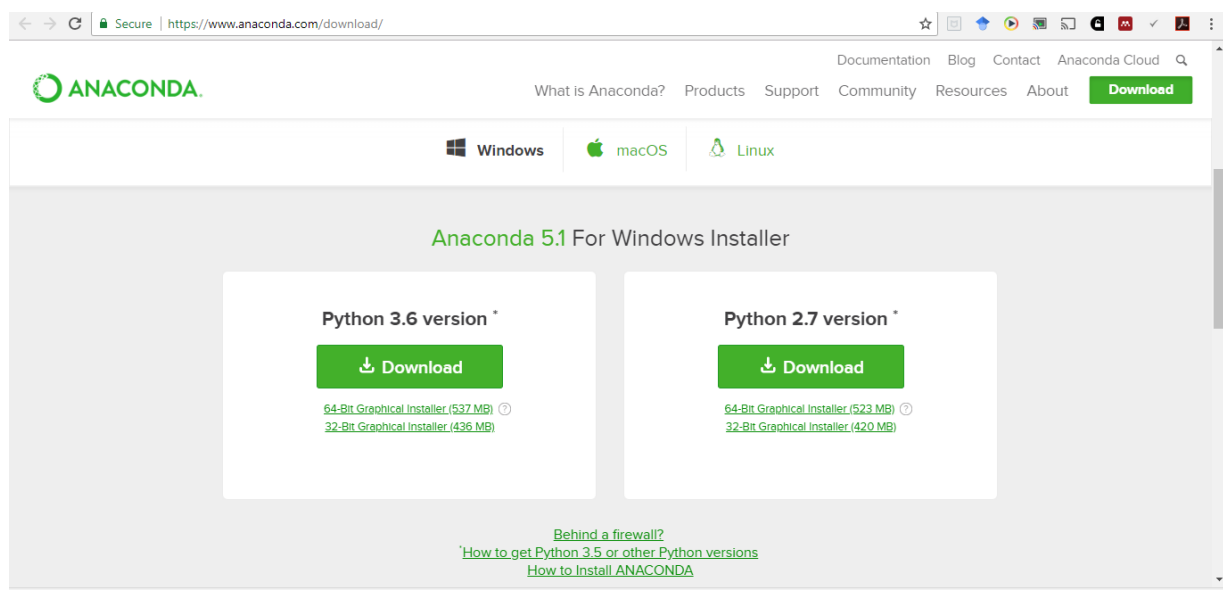 Secure | https://www.anaconda.com/download/
Documentation Blog Contact Anaconda Cloud
ANACONDA.
What is Anaconda? Products Support Community Resources About Download
Windows macOS Linux
Anaconda 5.1 For Windows Installer
Python 3.6 version * Python 2.7 version *
Download Download
64-Bit Graphical Installer (537 MB) ? 64-Bit Graphical Installer (523 MB) ?
32-Bit Graphical Installer (436 MB) 32-Bit Graphical Installer (420 MB)
Behind a firewall?
*How to get Python 3.5 or other Python versions
How to Install ANACONDA